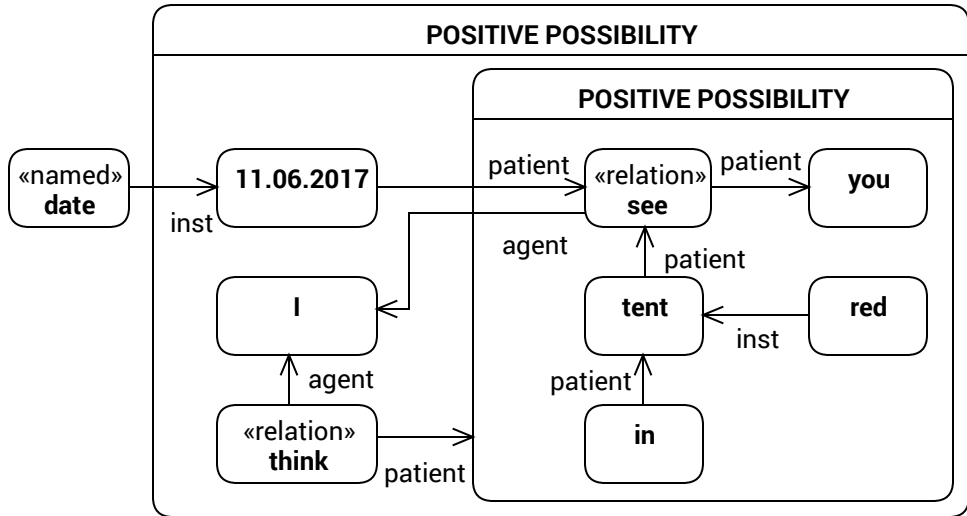 POSITIVE POSSIBILITY
POSITIVE POSSIBILITY
«named»
date
inst
11.06.2017
patient
«relation»
see
patient
you
agent
patient
I
tent
red
inst
agent
patient
«relation»
think
patient
in